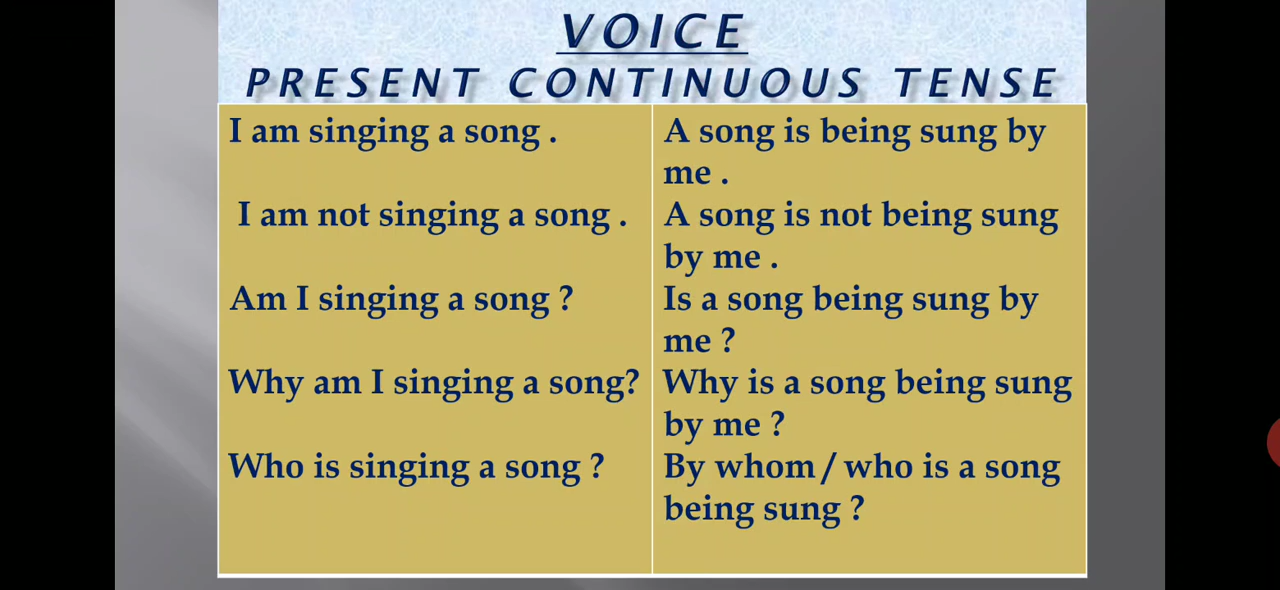 VOICE
PRESENT CONTINUOUS TENSE
I am singing a song .
A song is being sung by
me .
I am not singing a song .
A song is not being sung
by me .
Am I singing a song ?
Is a song being sung by
me ?
Why am I singing a song?
Why is a song being sung
by me ?
Who is singing a song ?
By whom / who is a song
being sung ?